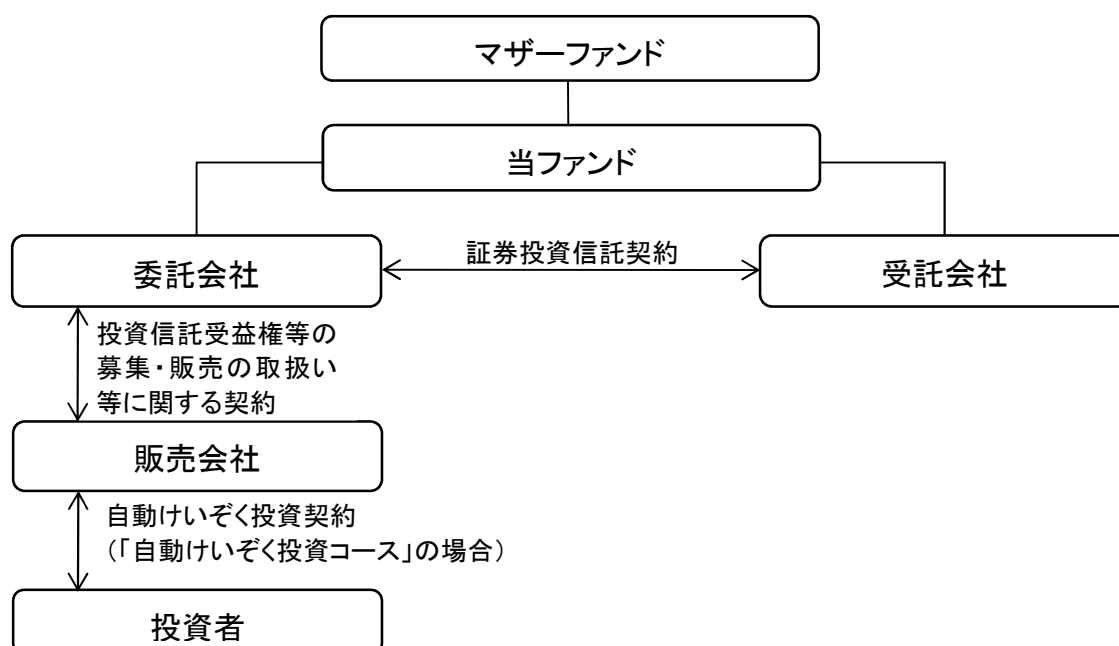 マザーファンド
当ファンド
委託会社
証券投資信託契約
受託会社
投資信託受益権等の
募集・販売の取扱い
等に関する契約
販売会社
自動けいぞく投資契約
（「自動けいぞく投資コース」の場合）
投資者